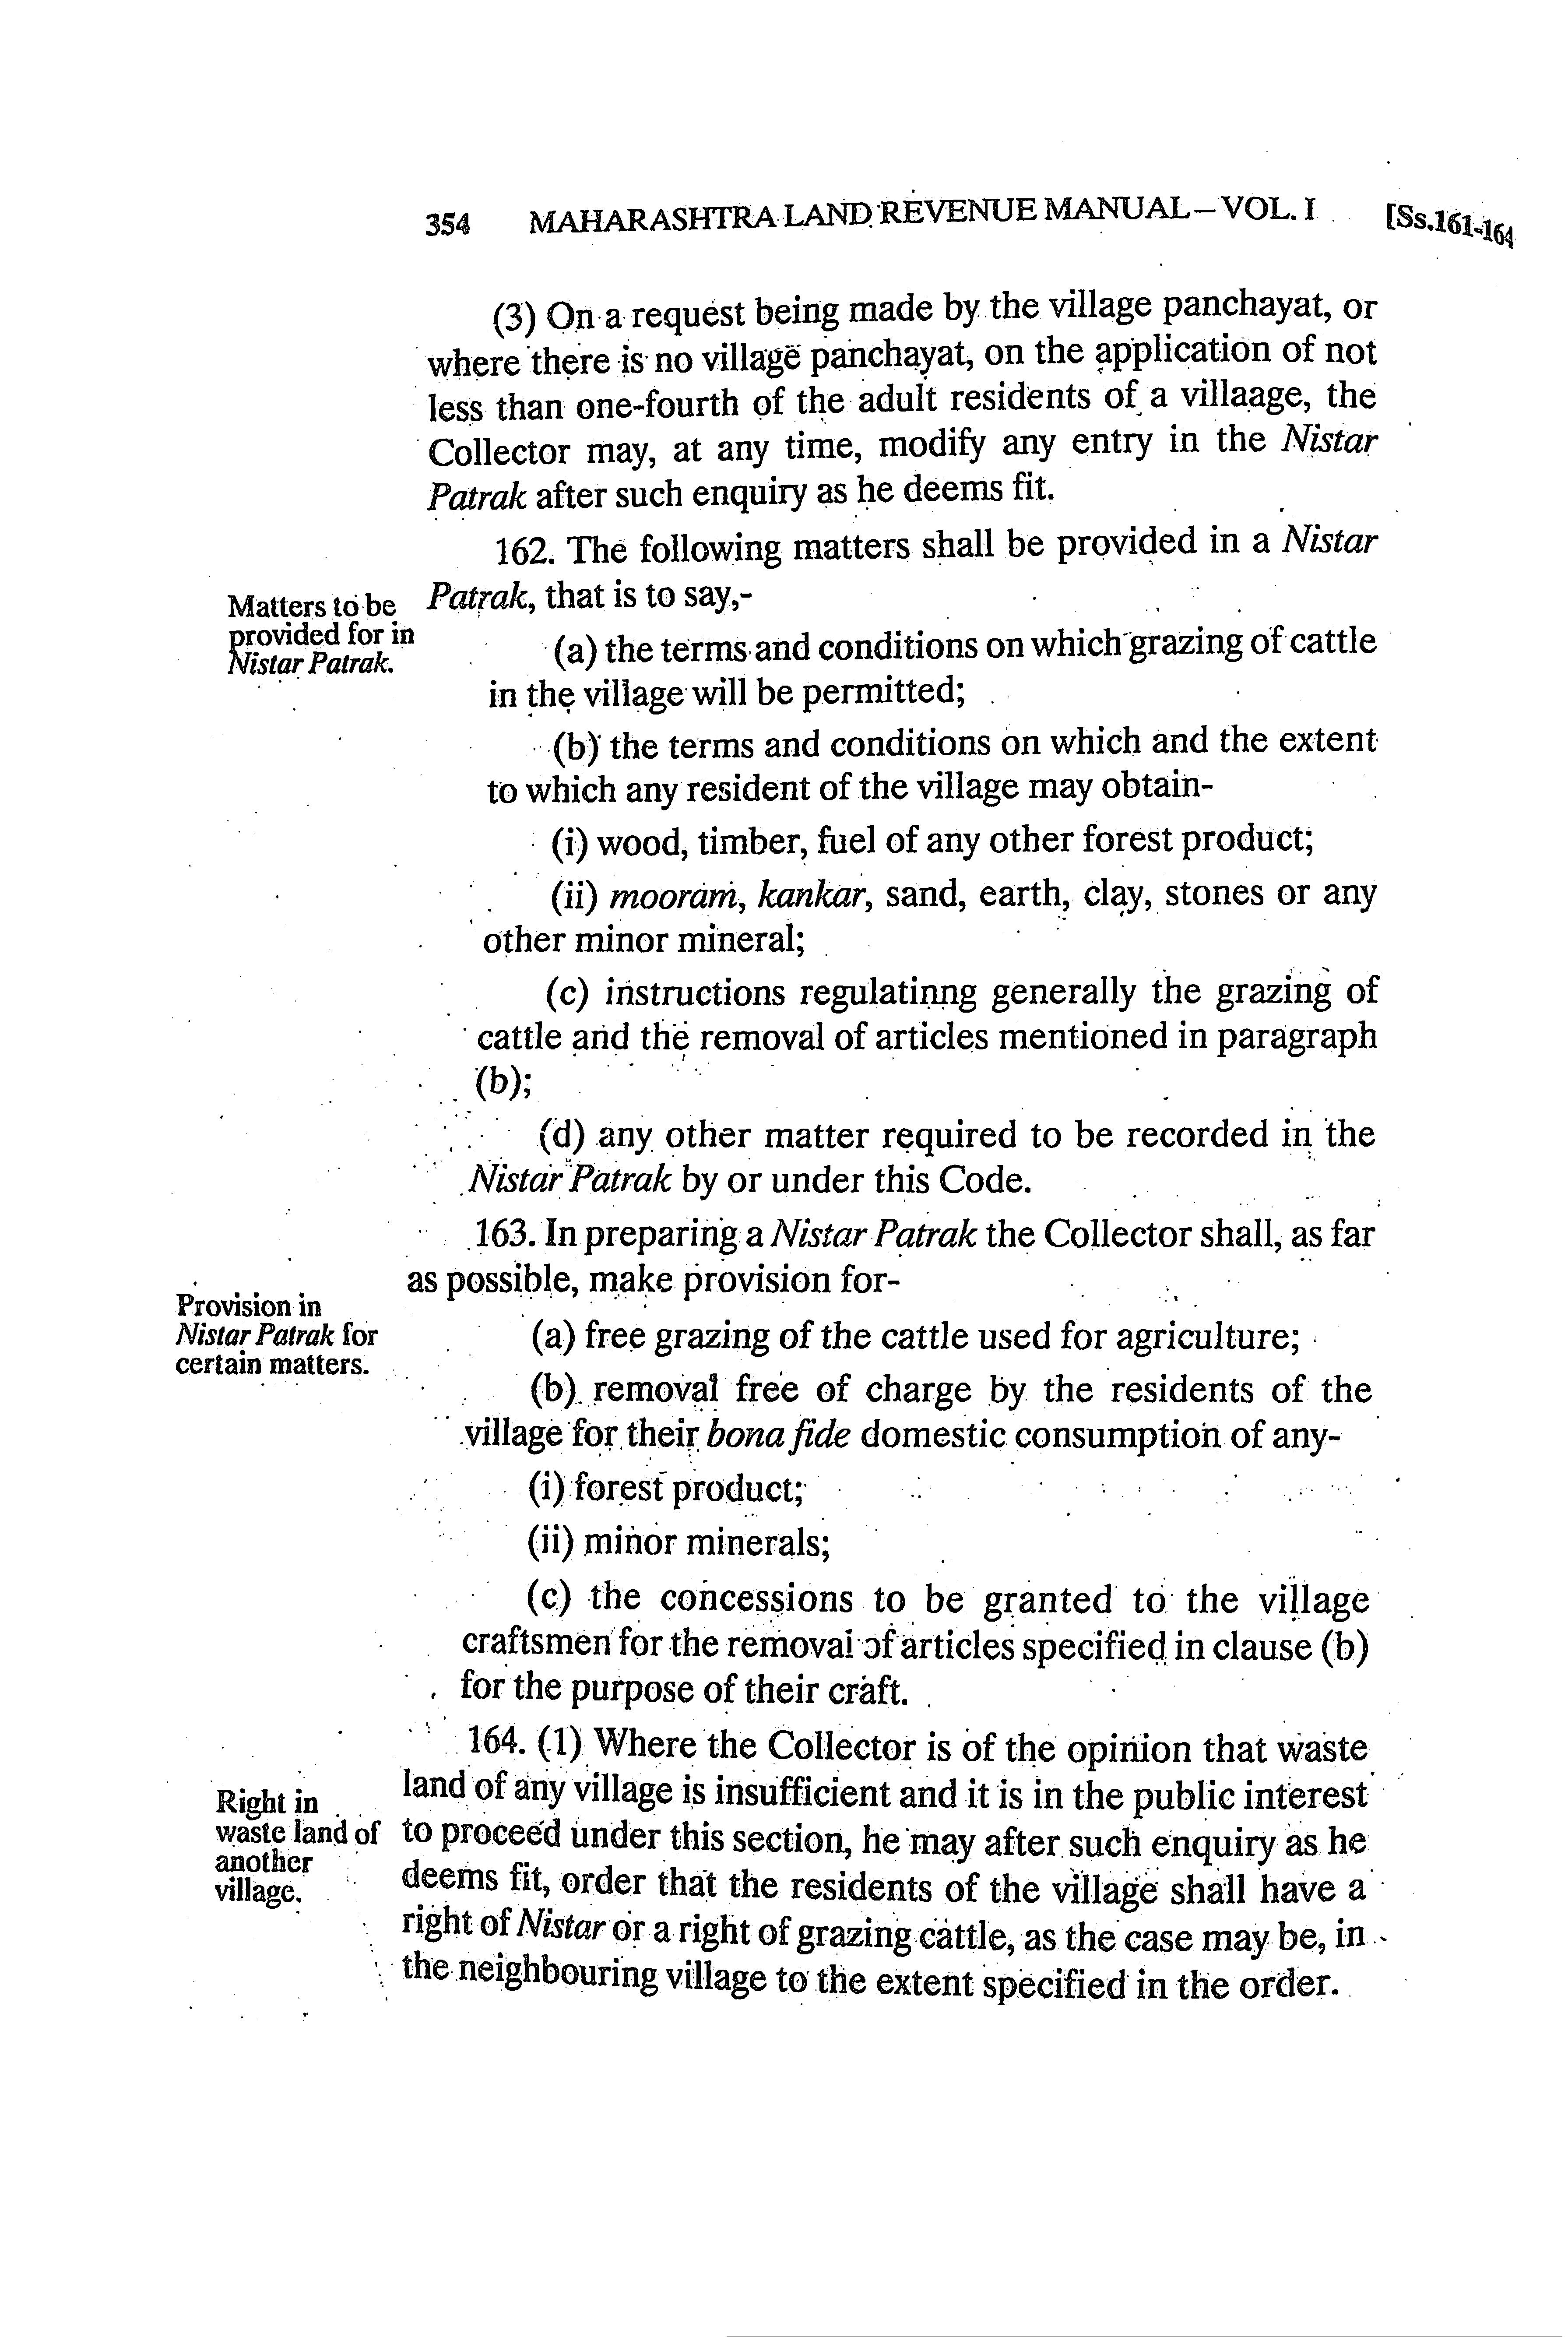 354 MAHARASHTRA LAND REVENUE MANUAL – VOL. I [Ss.161-164
(3) On a request being made by the village panchayat, or
where there is no village panchayat, on the application of not
less than one-fourth of the adult residents of a villaage, the
Collector may, at any time, modify any entry in the Nistar
Patrak after such enquiry as he deems fit.
162. The following matters shall be provided in a Nistar
Patrak, that is to say,-
Matters to be
provided for in
Nistar Patrak.
(a) the terms and conditions on which grazing of cattle
in the village will be permitted;
(b) the terms and conditions on which and the extent
to which any resident of the village may obtain-
(i) wood, timber, fuel of any other forest product;
(ii) mooram, kankar, sand, earth, clay, stones or any
other minor mineral;
(c) instructions regulatinng generally the grazing of
cattle and the removal of articles mentioned in paragraph
(b);
(d) any other matter required to be recorded in the
Nistar Patrak by or under this Code.
163. In preparing a Nistar Patrak the Collector shall, as far
as possible, make provision for-
Provision in
Nistar Patrak for
certain matters.
(a) free grazing of the cattle used for agriculture;
(b) removal free of charge by the residents of the
village for their bona fide domestic consumption of any-
(i) forest product;
(ii) minor minerals;
(c) the concessions to be granted to the village
craftsmen for the removal of articles specified in clause (b)
for the purpose of their craft.
164. (1) Where the Collector is of the opinion that waste
land of any village is insufficient and it is in the public interest
to proceed under this section, he may after such enquiry as he
deems fit, order that the residents of the village shall have a
right of Nistar or a right of grazing cattle, as the case may be, in
the neighbouring village to the extent specified in the order.
Right in
waste land of
another
village.